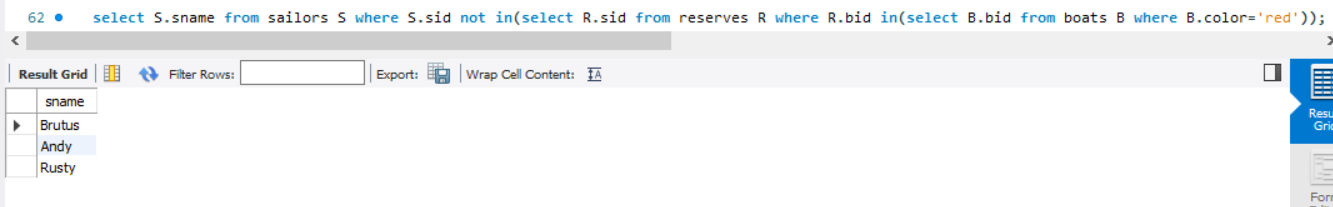 62 select S.sname from sailors S where S.sid not in(select R.sid from reserves R where R.bid in(select B.bid from boats B where B.color='red'));
Result Grid Filter Rows: Export: Wrap Cell Content: IA
sname
Brutus
Andy
Rusty